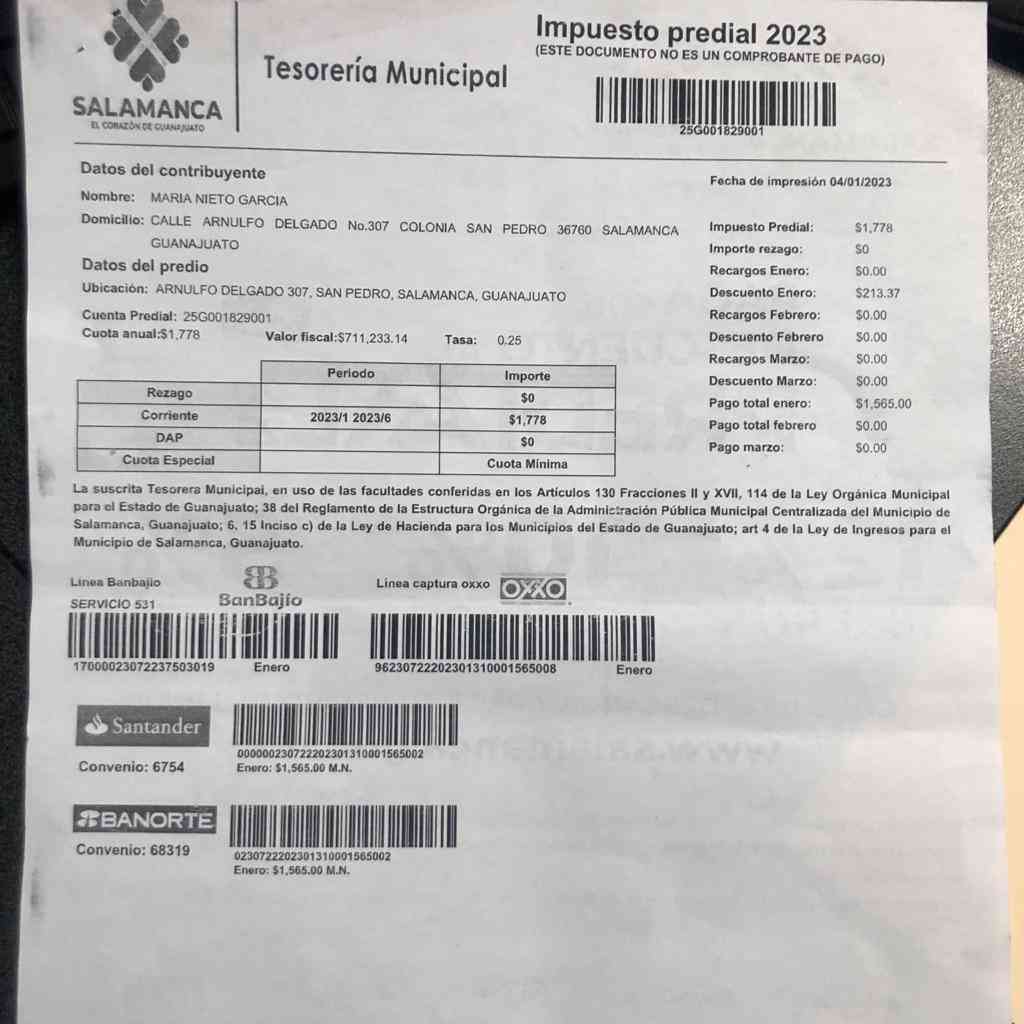 SALAMANCA
EL CORAZÓN DE GUANAJUATO
Tesorería Municipal
Impuesto predial 2023
(ESTE DOCUMENTO NO ES UN COMPROBANTE DE PAGO)
25G001829001
Datos del contribuyente
Fecha de impresión 04/01/2023
Nombre: MARIA NIETO GARCIA
Domicilio: CALLE ARNULFO DELGADO No.307 COLONIA SAN PEDRO 36760 SALAMANCA
GUANAJUATO
Datos del predio
Ubicación: ARNULFO DELGADO 307, SAN PEDRO, SALAMANCA, GUANAJUATO
Cuenta Predial: 25G001829001
Cuota anual:$1,778 Valor fiscal:$711,233.14 Tasa: 0.25
Impuesto Predial: $1,778
Importe rezago: $0
Recargos Enero: $0.00
Descuento Enero: $213.37
Recargos Febrero: $0.00
Descuento Febrero $0.00
Recargos Marzo: $0.00
Descuento Marzo: $0.00
Pago total enero: $1,565.00
Pago total febrero $0.00
Pago marzo: $0.00
Periodo Importe
Rezago $0
Corriente 2023/1 2023/6 $1,778
DAP $0
Cuota Especial Cuota Mínima
La suscrita Tesorera Municipal, en uso de las facultades conferidas en los Artículos 130 Fracciones II y XVII, 114 de la Ley Orgánica Municipal
para el Estado de Guanajuato; 38 del Reglamento de la Estructura Orgánica de la Administración Pública Municipal Centralizada del Municipio de
Salamanca, Guanajuato; 6, 15 Inciso c) de la Ley de Hacienda para los Municipios del Estado de Guanajuato; art 4 de la Ley de Ingresos para el
Municipio de Salamanca, Guanajuato.
Linea Banbajio
SERVICIO 531
BanBajío
Linea captura oxxo OXXO
17000023072237503019 Enero
96230722202301310001565008 Enero
Santander
Convenio: 6754
0000002307222023013100015​65002
Enero: $1,565.00 M.N.
BANORTE
Convenio: 68319
0230722202301310001565002
Enero: $1,565.00 M.N.